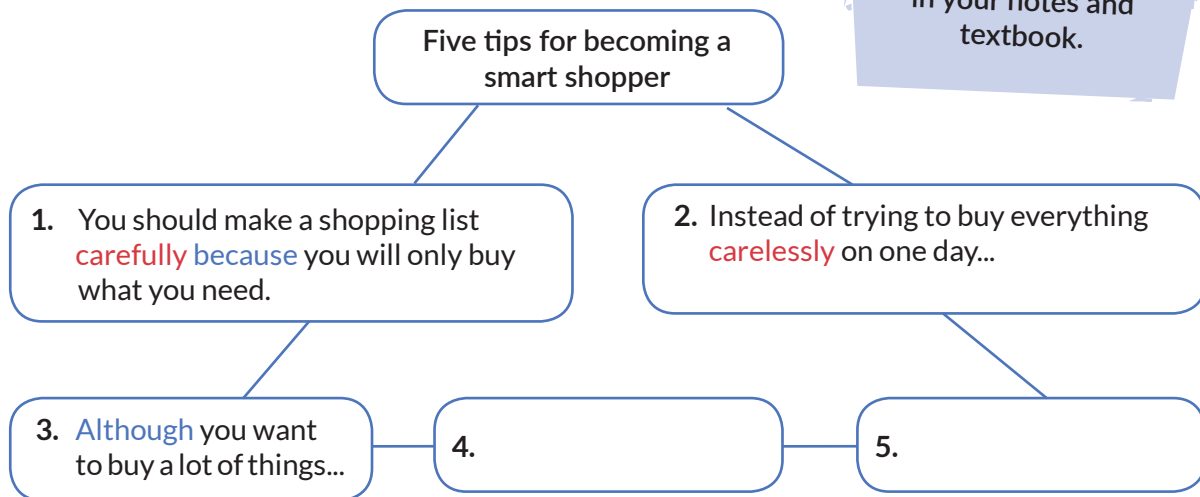 in your notes and
textbook.
Five tips for becoming a
smart shopper
1. You should make a shopping list
carefully because you will only buy
what you need.
2. Instead of trying to buy everything
carelessly on one day...
3. Although you want
to buy a lot of things...
4.
5.